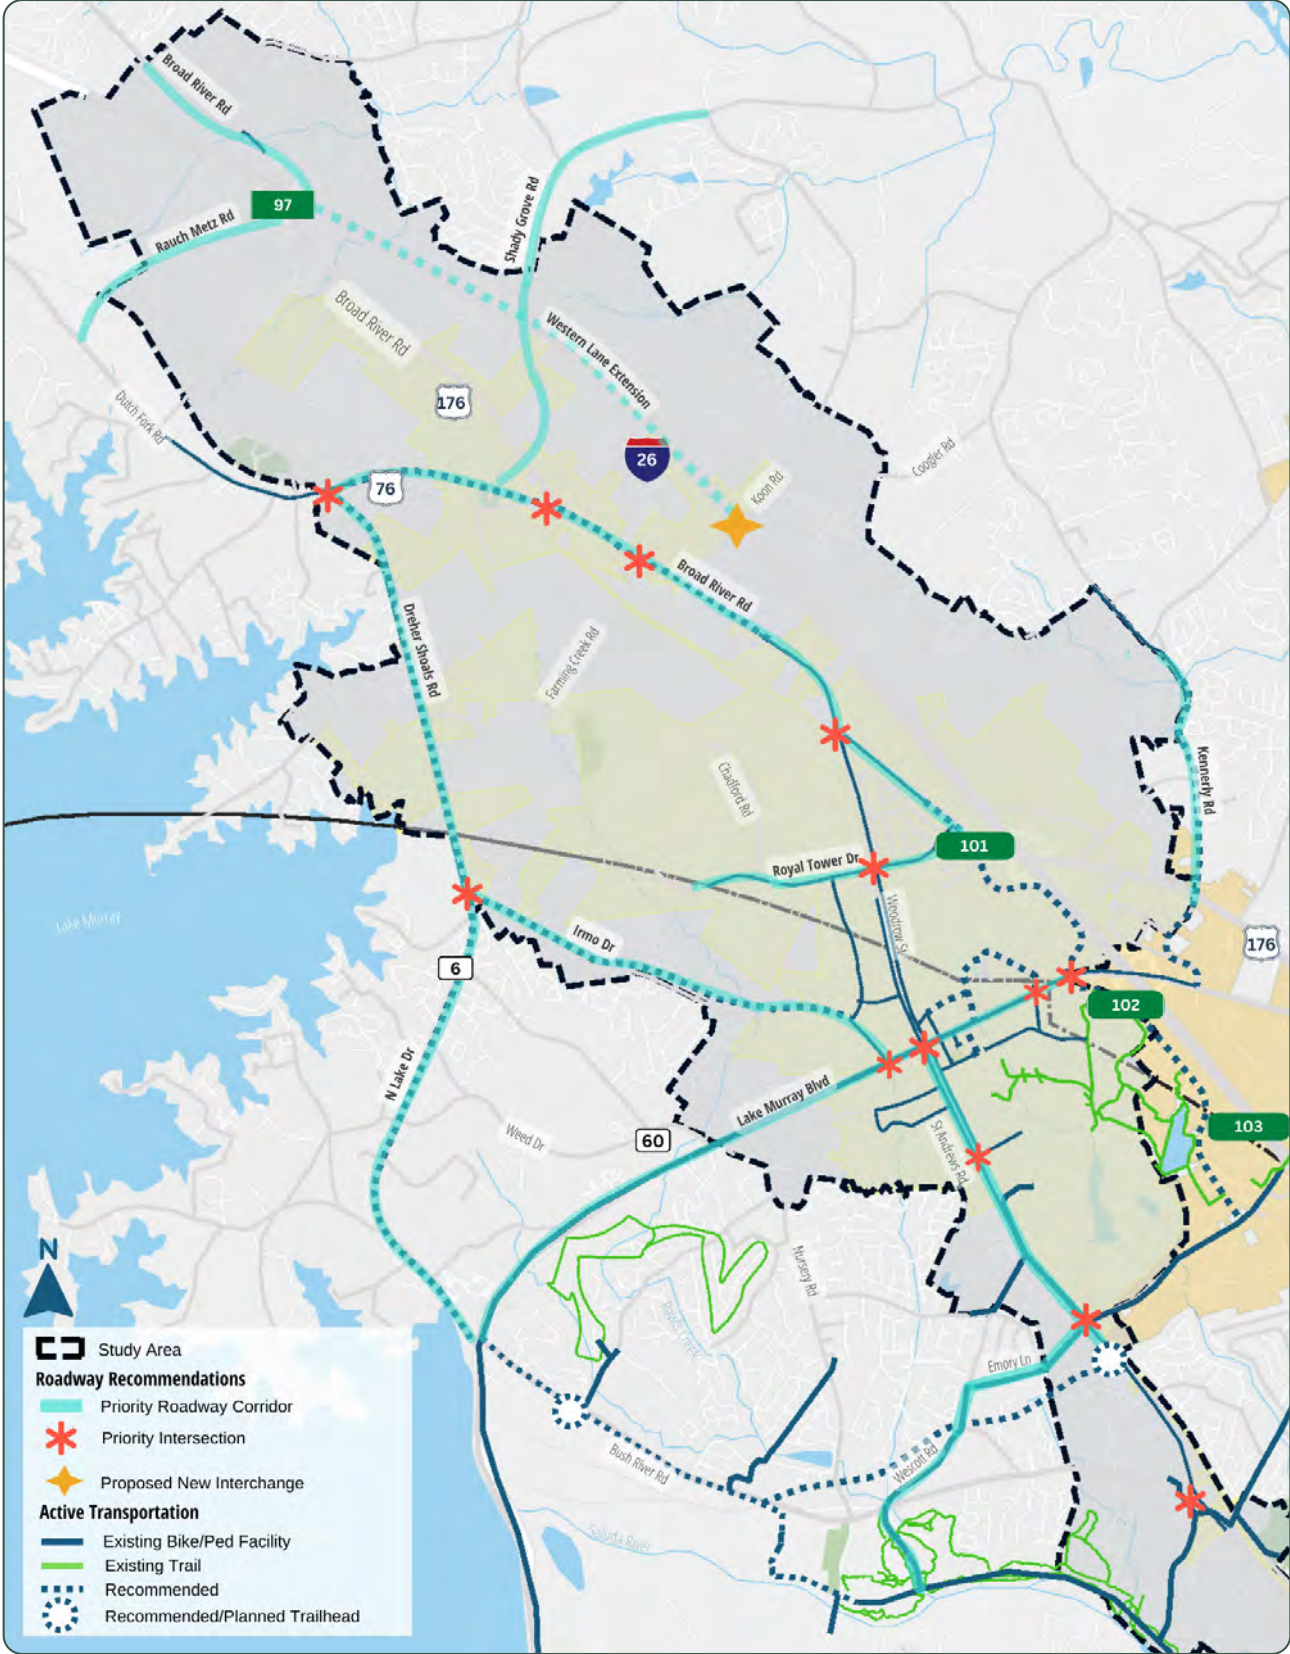 Broad River Rd
97
Rauch Metz Rd
Shady Grove Rd
Broad River Rd
Western Lane Extension
176
Dutch Fork Rd
26
Coogler Rd
Koon Rd
76
Broad River Rd
Dreher Shoals Rd
Farming Creek Rd
Kennerly Rd
Chadford Rd
101
Royal Tower Dr
Lake Murray
Woodrow St
Irmo Dr
176
6
102
N Lake Dr
Lake Murray Blvd
103
Weed Dr
60
St Andrews Rd
Nursery Rd
Rawls Creek
Emory Ln
Bush River Rd
Wescott Rd
Saluda River
N
Study Area
Roadway Recommendations
Priority Roadway Corridor
Priority Intersection
Proposed New Interchange
Active Transportation
Existing Bike/Ped Facility
Existing Trail
Recommended
Recommended/Planned Trailhead